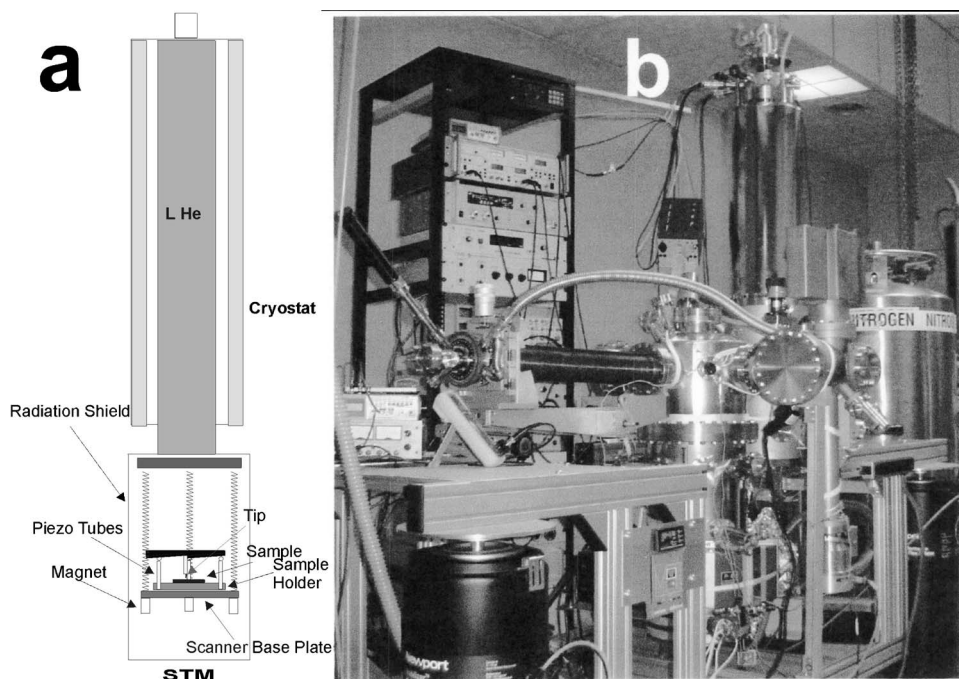 a
L He
Cryostat
Radiation Shield
Piezo Tubes
Tip
Sample
Sample
Holder
Magnet
Scanner Base Plate
STM
b
NITROGEN NITRO
Newport